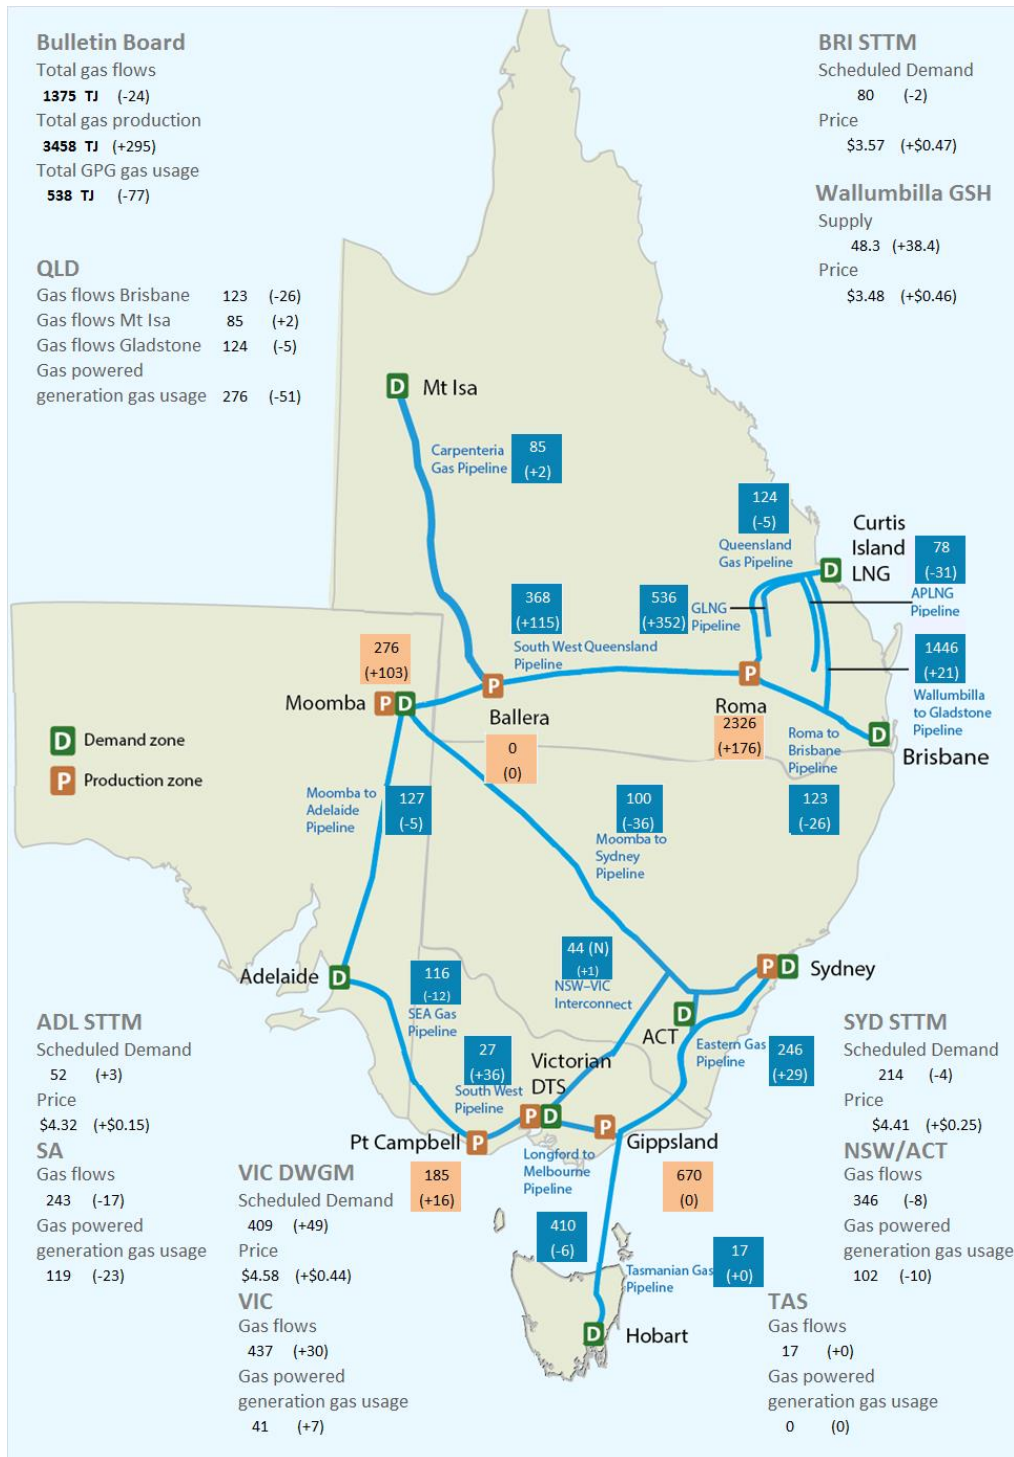 Bulletin Board
Total gas flows
1375 TJ (-24)
Total gas production
3458 TJ (+295)
Total GPG gas usage
538 TJ (-77)
BRI STTM
Scheduled Demand
80 (-2)
Price
$3.57 (+$0.47)
Wallumbilla GSH
Supply
48.3 (+38.4)
Price
$3.48 (+$0.46)
QLD
Gas flows Brisbane 123 (-26)
Gas flows Mt Isa 85 (+2)
Gas flows Gladstone 124 (-5)
Gas powered
generation gas usage 276 (-51)
D Mt Isa
Carpenteria
Gas Pipeline
85
(+2)
124
(-5)
Queensland
Gas Pipeline
Curtis
Island
LNG
D
78
(-31)
APLNG
Pipeline
368
(+115)
South West Queensland
Pipeline
536
(+352)
GLNG
Pipeline
1446
(+21)
Wallumbilla
to Gladstone
Pipeline
276
(+103)
Moomba P D
P
Ballera
0
(0)
P
Roma
2326
(+176)
Roma to
Brisbane
Pipeline
D
Brisbane
D Demand zone
P Production zone
Moomba to
Adelaide
Pipeline
127
(-5)
100
(-36)
Moomba to
Sydney
Pipeline
123
(-26)
Adelaide D
116
(-12)
SEA Gas
Pipeline
44 (N)
(+1)
NSW–VIC
Interconnect
P D Sydney
ACT D
Eastern Gas
Pipeline
246
(+29)
27
(+36)
South West
Pipeline
Victorian
DTS
P D
Pt Campbell P
185
(+16)
Longford to
Melbourne
Pipeline
410
(-6)
P
Gippsland
670
(0)
17
(+0)
Tasmanian Gas
Pipeline
D Hobart
ADL STTM
Scheduled Demand
52 (+3)
Price
$4.32 (+$0.15)
SA
Gas flows
243 (-17)
Gas powered
generation gas usage
119 (-23)
VIC DWGM
Scheduled Demand
409 (+49)
Price
$4.58 (+$0.44)
VIC
Gas flows
437 (+30)
Gas powered
generation gas usage
41 (+7)
SYD STTM
Scheduled Demand
214 (-4)
Price
$4.41 (+$0.25)
NSW/ACT
Gas flows
346 (-8)
Gas powered
generation gas usage
102 (-10)
TAS
Gas flows
17 (+0)
Gas powered
generation gas usage
0 (0)